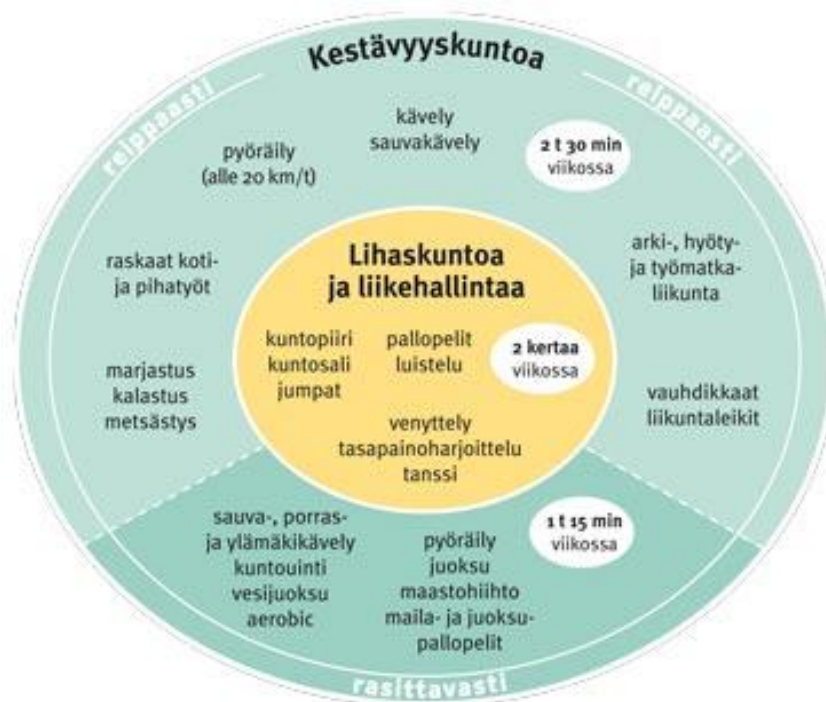 Kestävyyskuntoa
reippaasti
reippaasti
kävely
sauvakävely
2 t 30 min
viikossa
pyöräily
(alle 20 km/t)
raskaat koti-
ja pihatyöt
arki-, hyöty-
ja työmatka-
liikunta
marjastus
kalastus
metsästys
vauhdikkaat
liikuntaleikit
Lihaskuntoa
ja liikehallintaa
kuntopiiri
kuntosali
jumpat
pallopelit
luistelu
2 kertaa
viikossa
venyttely
tasapainoharjoittelu
tanssi
sauva-, porras-
ja ylämäkikävely
kuntouinti
vesijuoksu
aerobic
pyöräily
juoksu
maastohiihto
maila- ja juoksu-
pallopelit
1 t 15 min
viikossa
rasittavasti